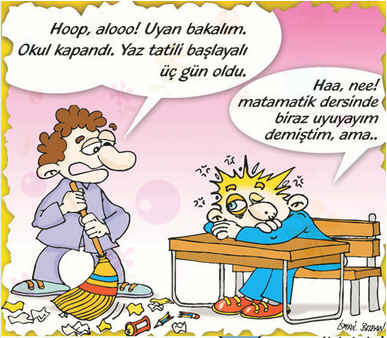 Hoop, alooo! Uyan bakalım.
Okul kapandı. Yaz tatili başlayalı
üç gün oldu.
Haa, nee!
matamatik dersinde
biraz uyuyayım
demiştim, ama..